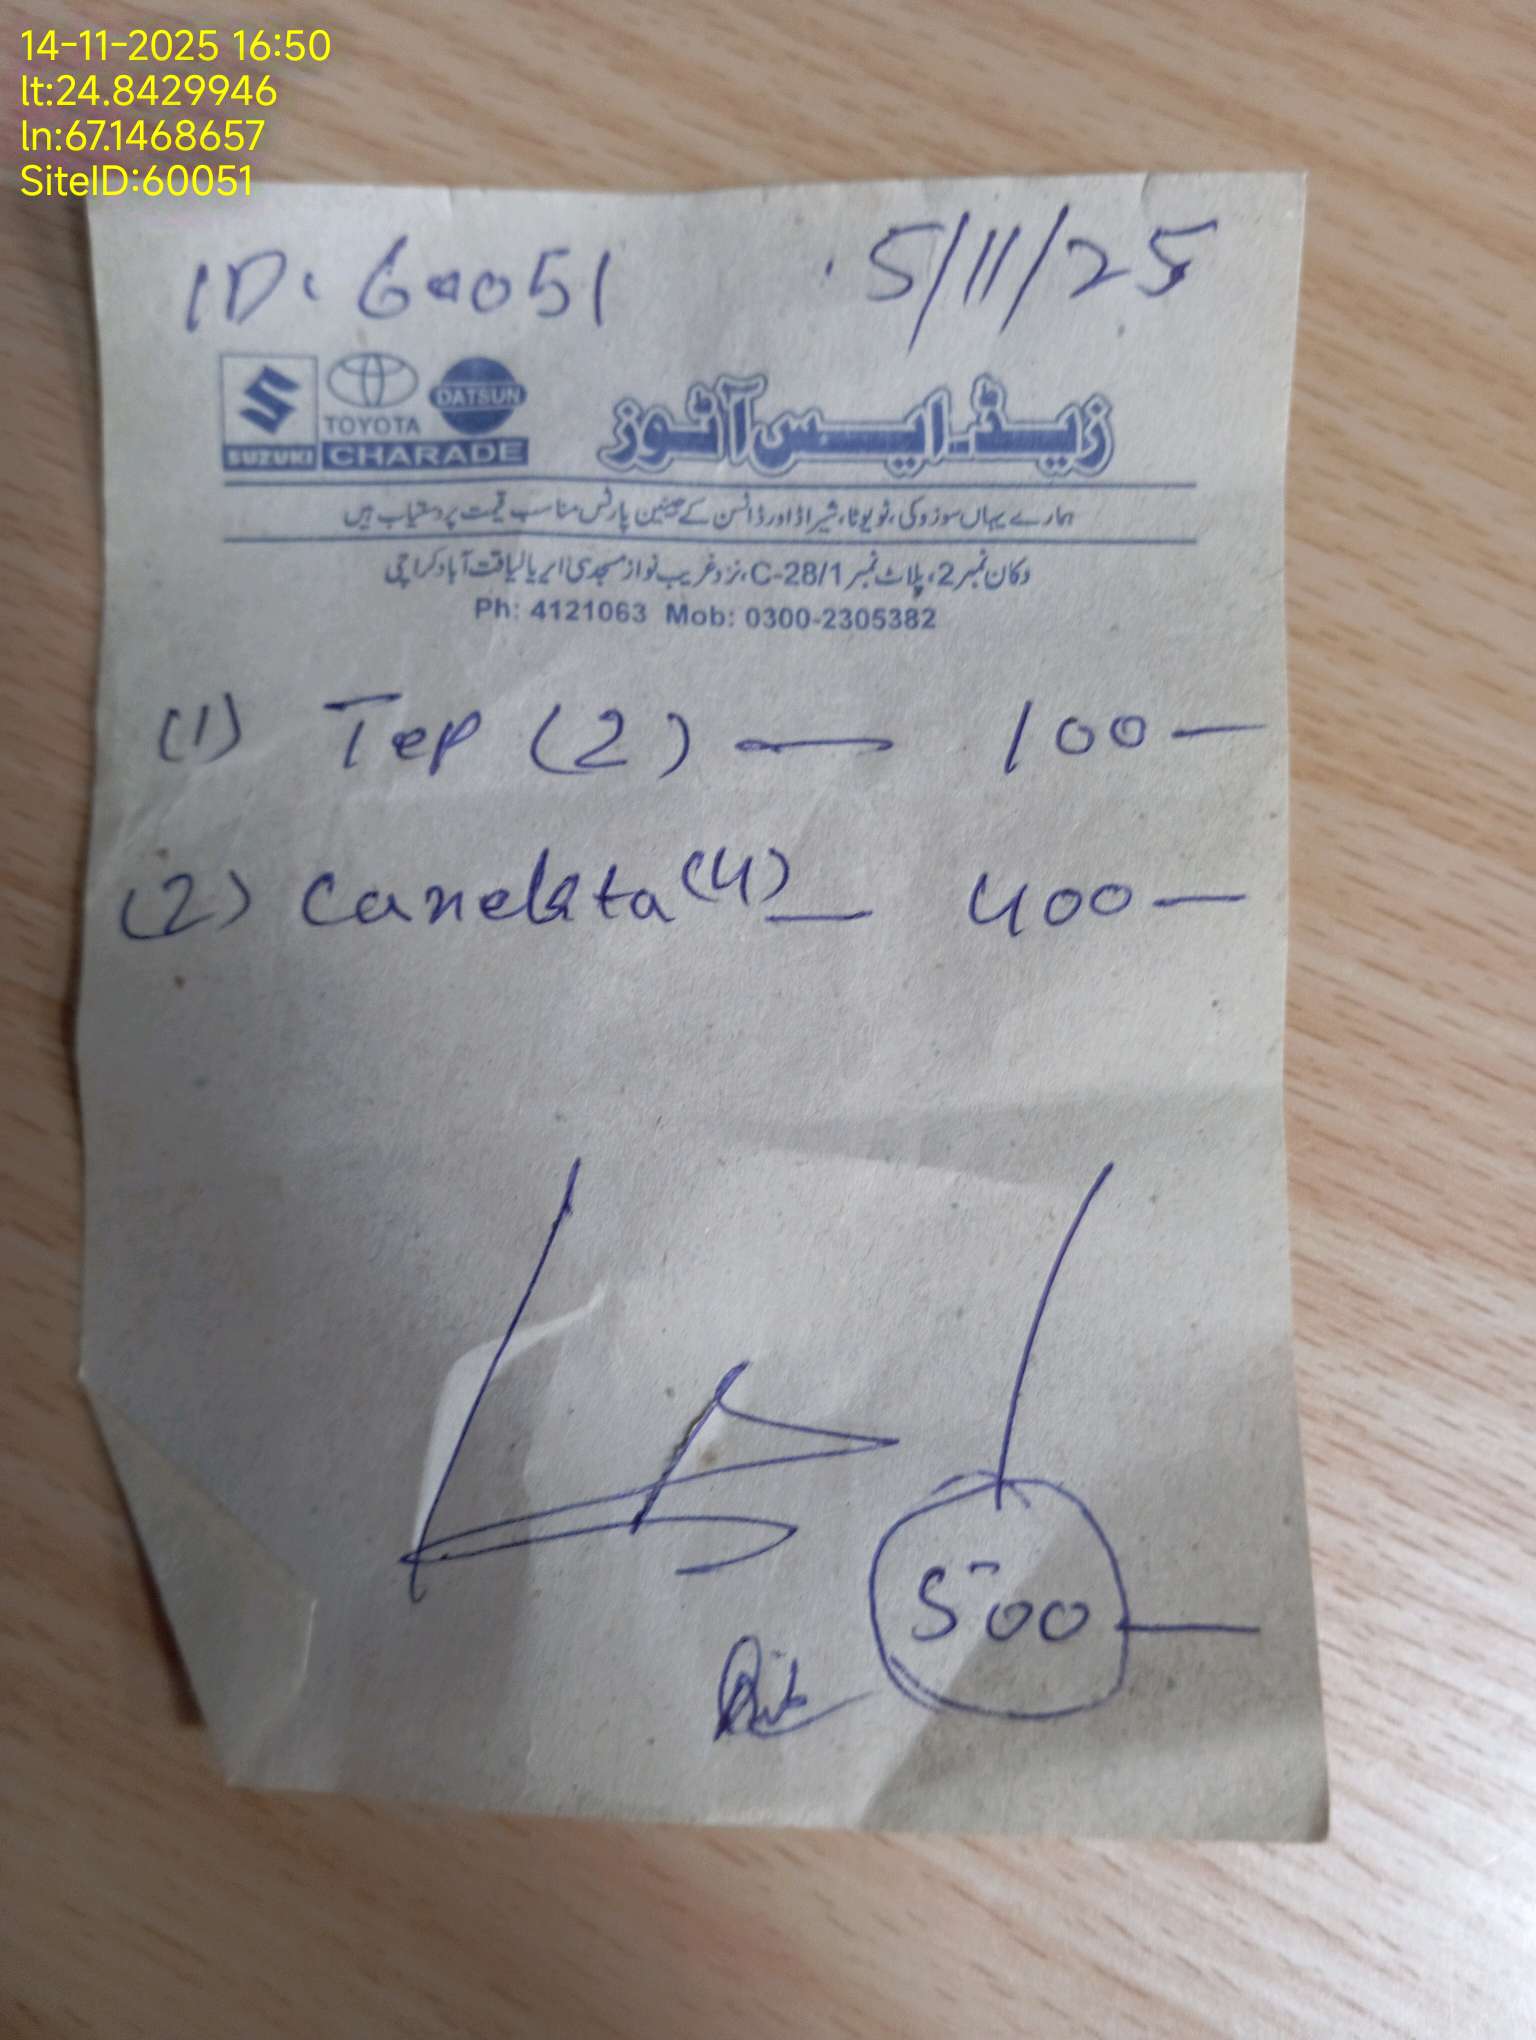 14-11-2025 16:50
lt:24.8429946
ln:67.1468657
SiteID:60051
ID: 60051 5/11/25
SUZUKI TOYOTA DATSUN CHARADE
زیڈ۔ایس آٹوز
ہمارے یہاں سوزوکی، ٹویوٹا، شیراڈ اور ڈاٹسن کے جینین پارٹس مناسب قیمت پر دستیاب ہیں
دکان نمبر 2، پلاٹ نمبر C-28/1، نزد غریب نواز مسجد سی ایریا لیاقت آباد کراچی
Ph: 4121063 Mob: 0300-2305382
(1) Tep (2) — 100 —
(2) Canekta (4) — 400 —
500 —